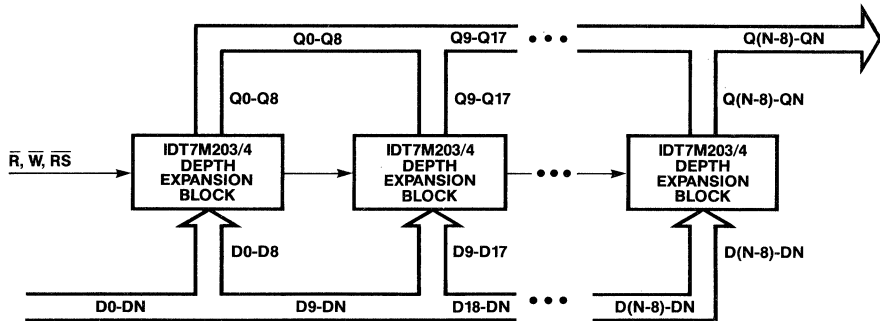 Q0-Q8 Q9-Q17 ••• Q(N-8)-QN
Q0-Q8 Q9-Q17 Q(N-8)-QN
R̅, W̅, R̅S̅
IDT7M203/4
DEPTH
EXPANSION
BLOCK
IDT7M203/4
DEPTH
EXPANSION
BLOCK
•••
IDT7M203/4
DEPTH
EXPANSION
BLOCK
D0-D8 D9-D17 D(N-8)-DN
D0-DN D9-DN D18-DN ••• D(N-8)-DN